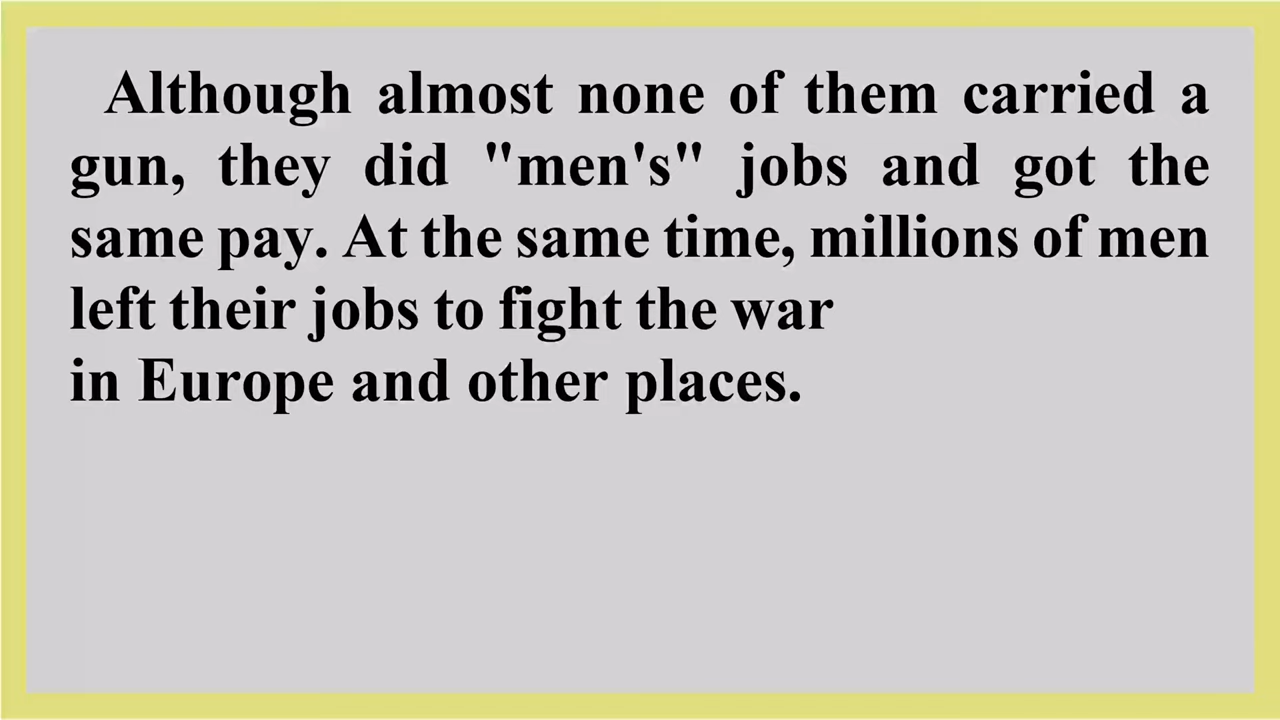 Although almost none of them carried a
gun, they did "men's" jobs and got the
same pay. At the same time, millions of men
left their jobs to fight the war
in Europe and other places.